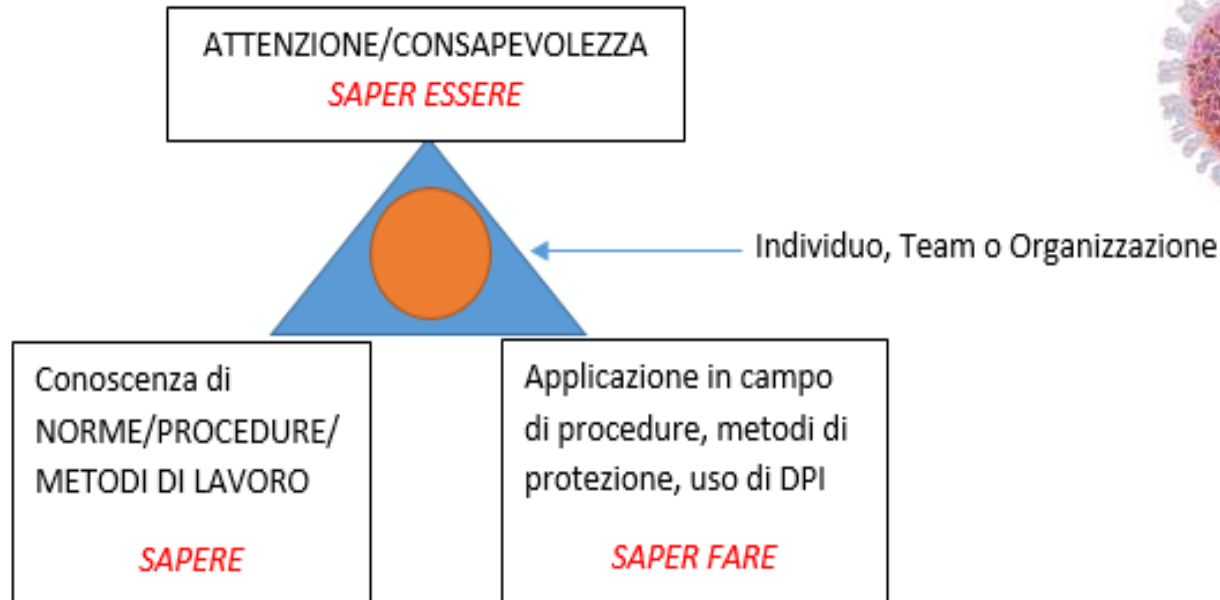 ATTENZIONE/CONSAPEVOLEZZA
SAPER ESSERE
Individuo, Team o Organizzazione
Conoscenza di
NORME/PROCEDURE/
METODI DI LAVORO
SAPERE
Applicazione in campo
di procedure, metodi di
protezione, uso di DPI
SAPER FARE